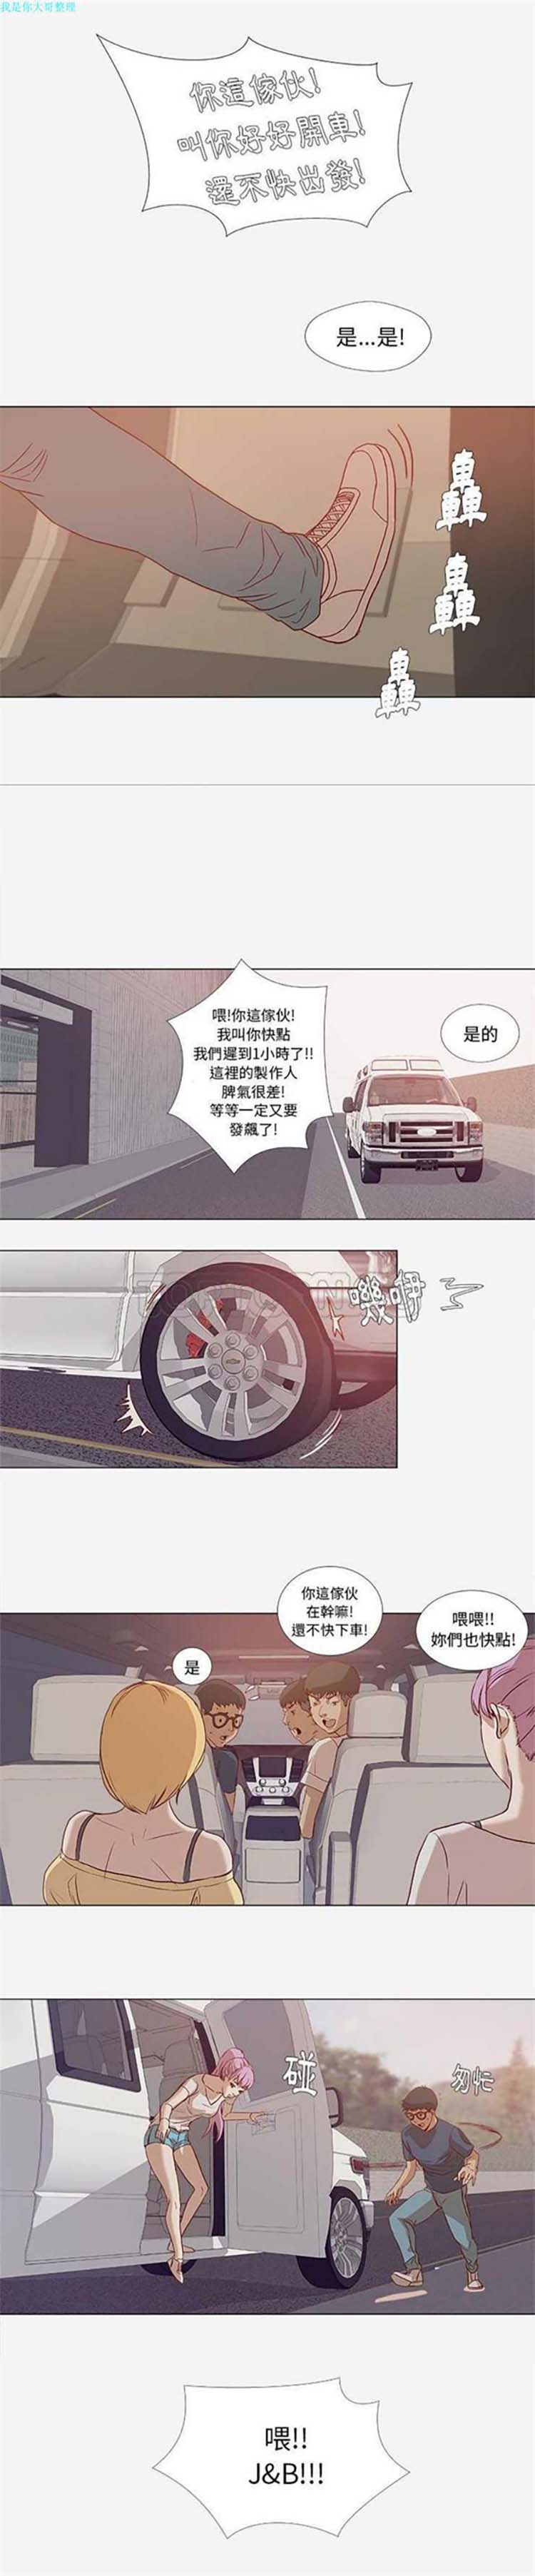 我是你大哥整理
你這傢伙!
叫你好好開車!
還不快出發!
是...是!
轟
轟
轟
喂!你這傢伙!
我叫你快點
我們遲到1小時了!!
這裡的製作人
脾氣很差!
等等一定又要
發飆了!
是的
嘰咿
你這傢伙
在幹嘛!
還不快下車!
喂喂!!
妳們也快點!
是
碰
匆忙
喂!!
J&B!!!